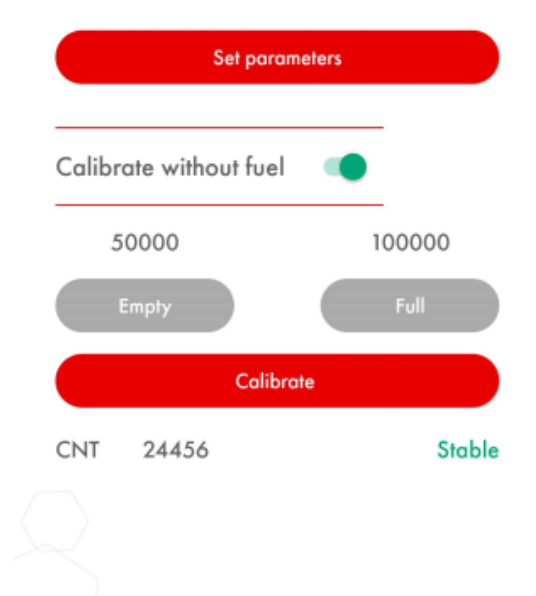 Set parameters
Calibrate without fuel
50000 100000
Empty Full
Calibrate
CNT 24456 Stable